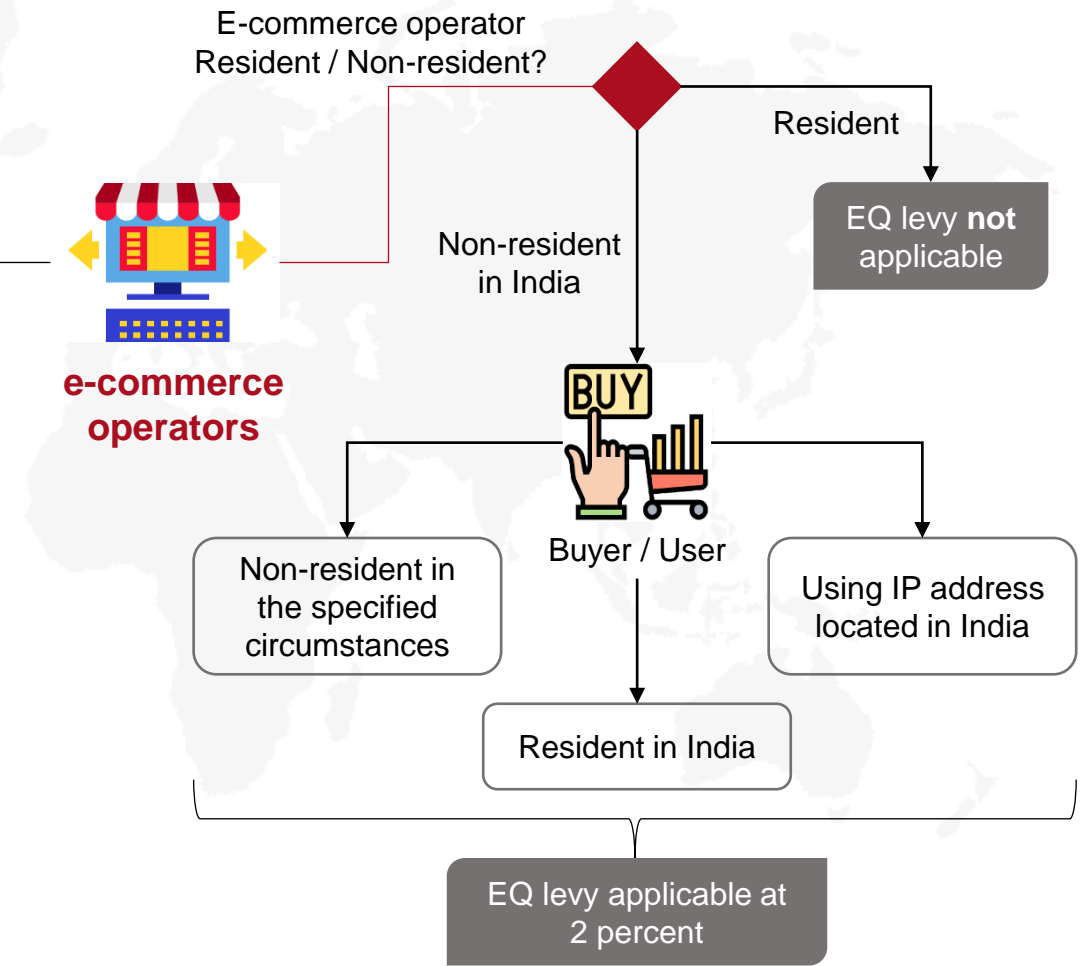 E-commerce operator
Resident / Non-resident?
Resident
EQ levy not
applicable
Non-resident
in India
e-commerce
operators
BUY
Buyer / User
Non-resident in
the specified
circumstances
Using IP address
located in India
Resident in India
EQ levy applicable at
2 percent